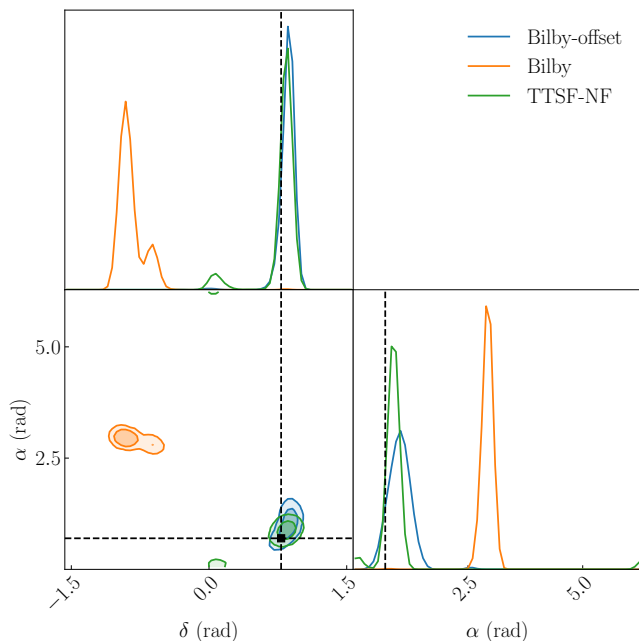 Bilby-offset
Bilby
TTSF-NF
5.0
2.5
α (rad)
−1.5
0.0
1.5
2.5
5.0
δ (rad)
α (rad)